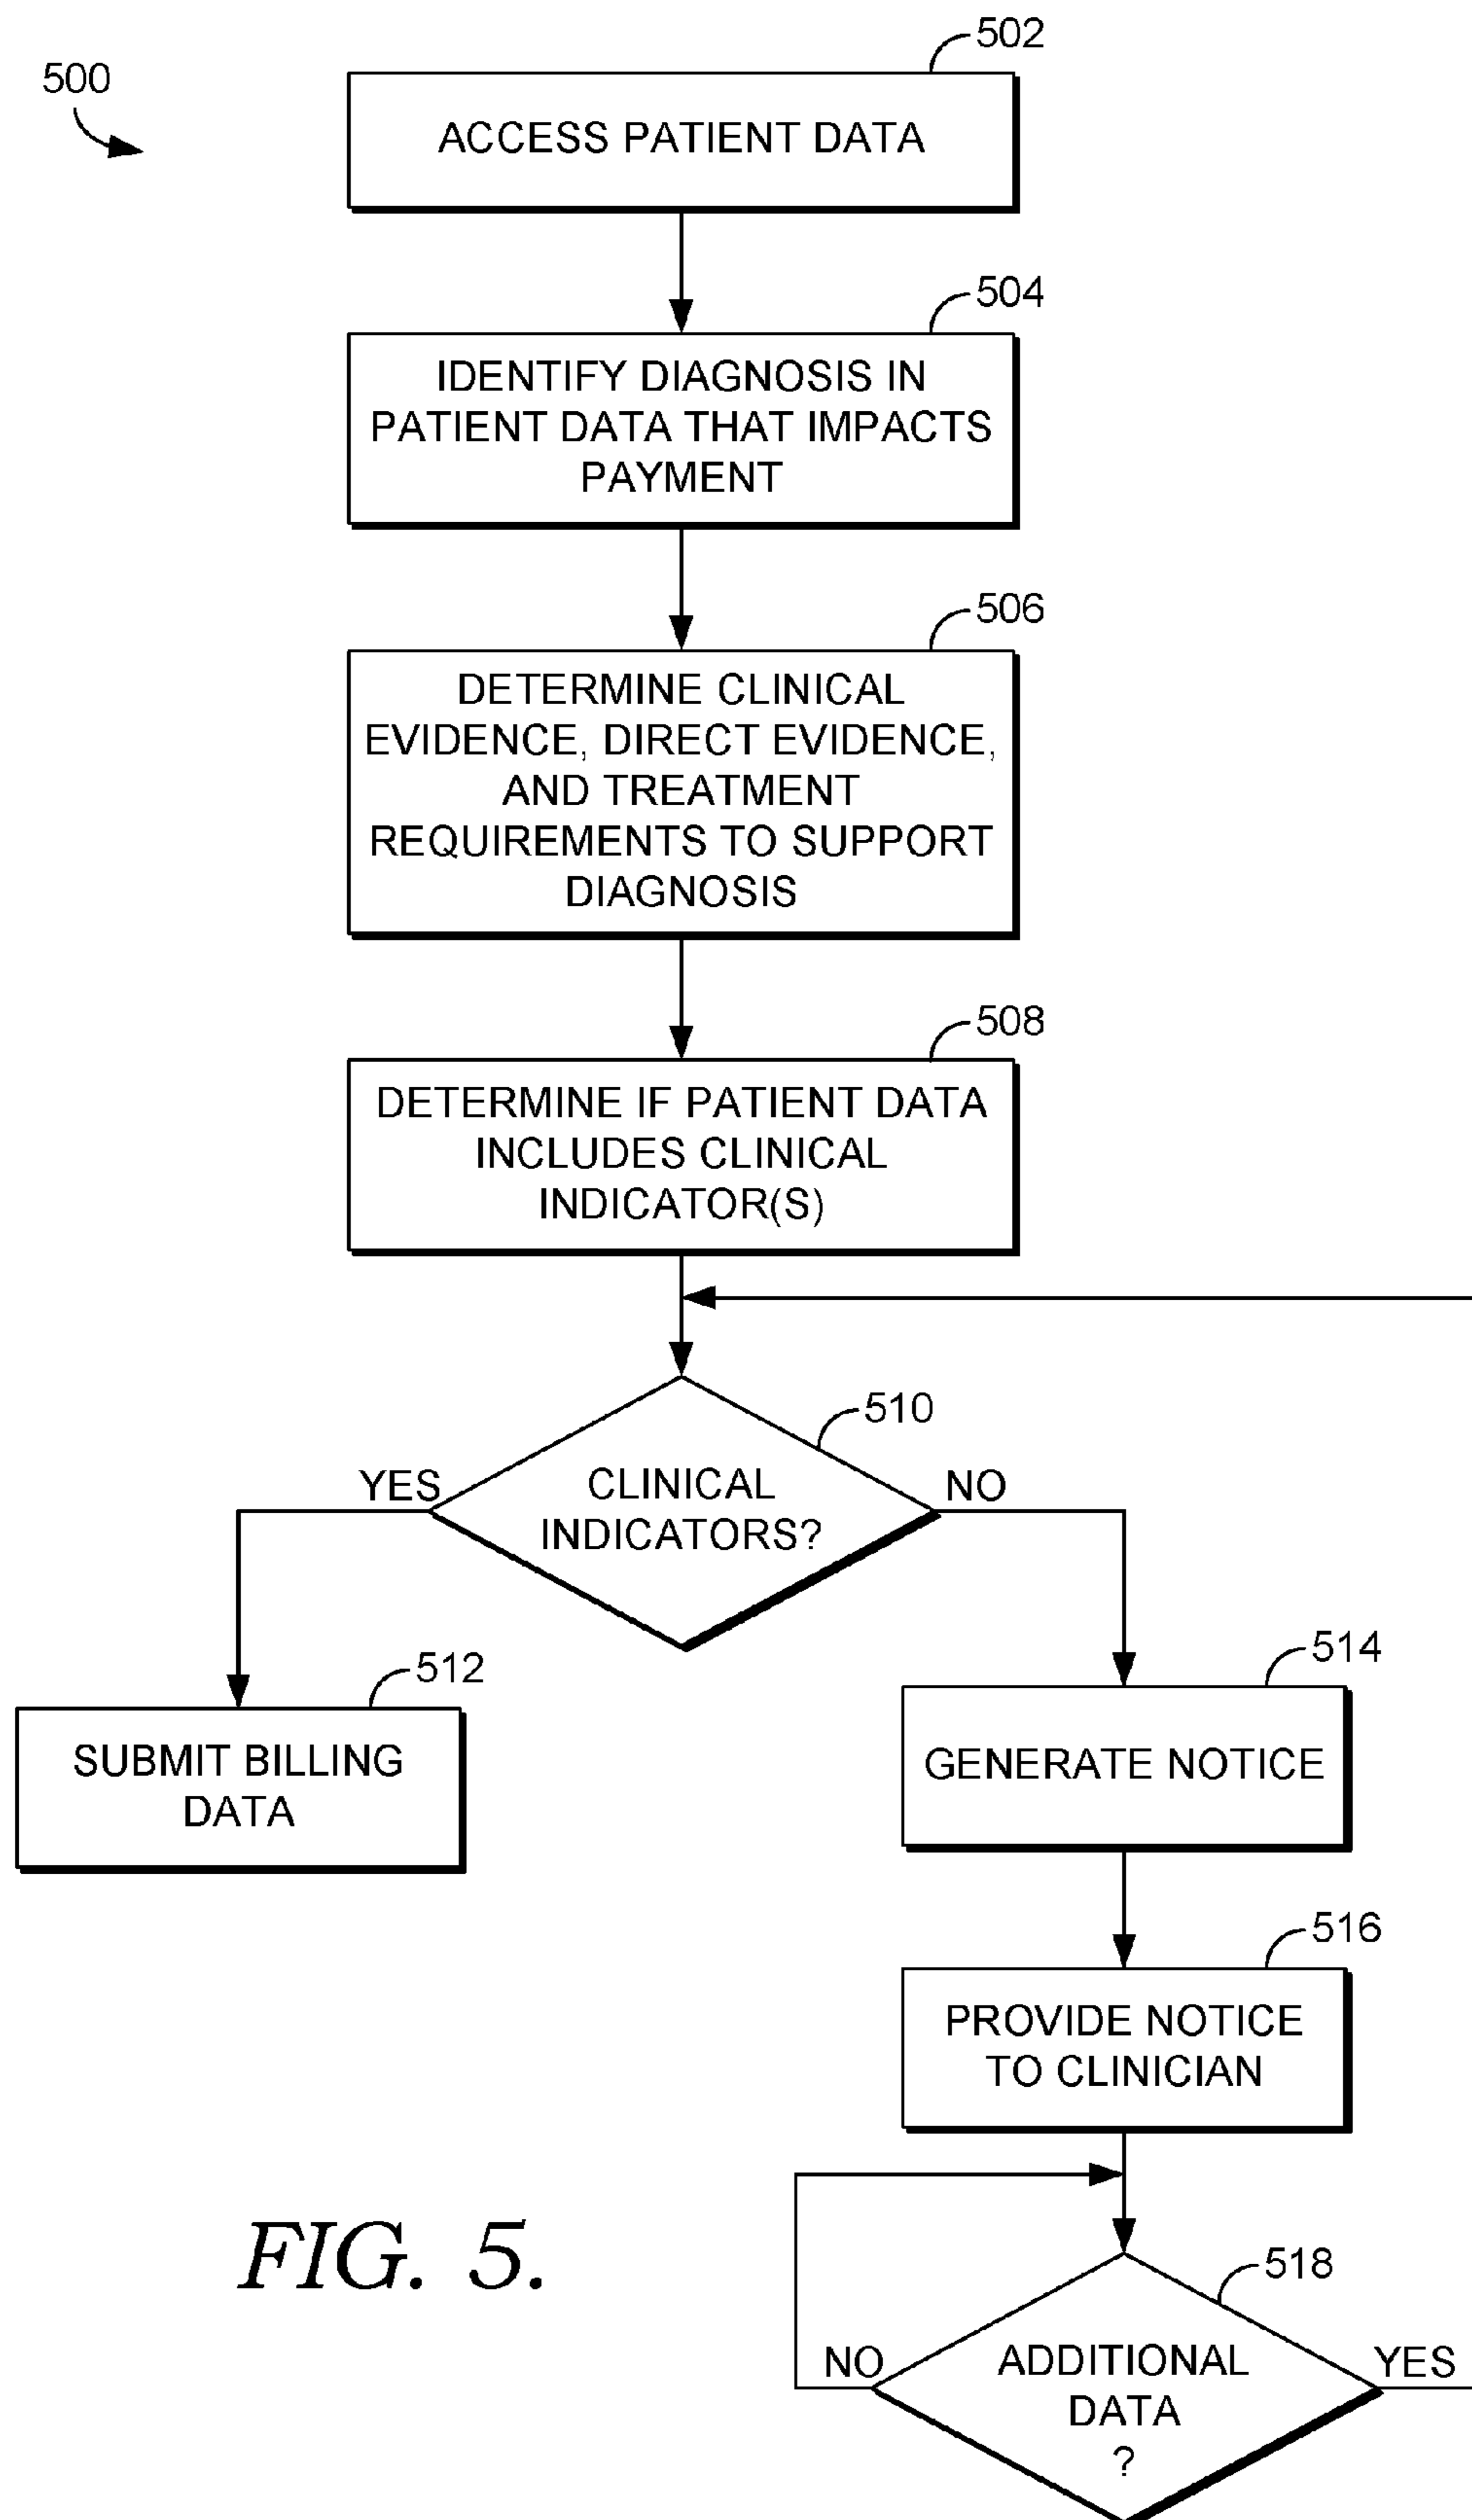 500
502
ACCESS PATIENT DATA
504
IDENTIFY DIAGNOSIS IN
PATIENT DATA THAT IMPACTS
PAYMENT
506
DETERMINE CLINICAL
EVIDENCE, DIRECT EVIDENCE,
AND TREATMENT
REQUIREMENTS TO SUPPORT
DIAGNOSIS
508
DETERMINE IF PATIENT DATA
INCLUDES CLINICAL
INDICATOR(S)
510
YES
CLINICAL
INDICATORS?
NO
512
SUBMIT BILLING
DATA
514
GENERATE NOTICE
516
PROVIDE NOTICE
TO CLINICIAN
518
NO
ADDITIONAL
DATA
?
YES
FIG. 5.